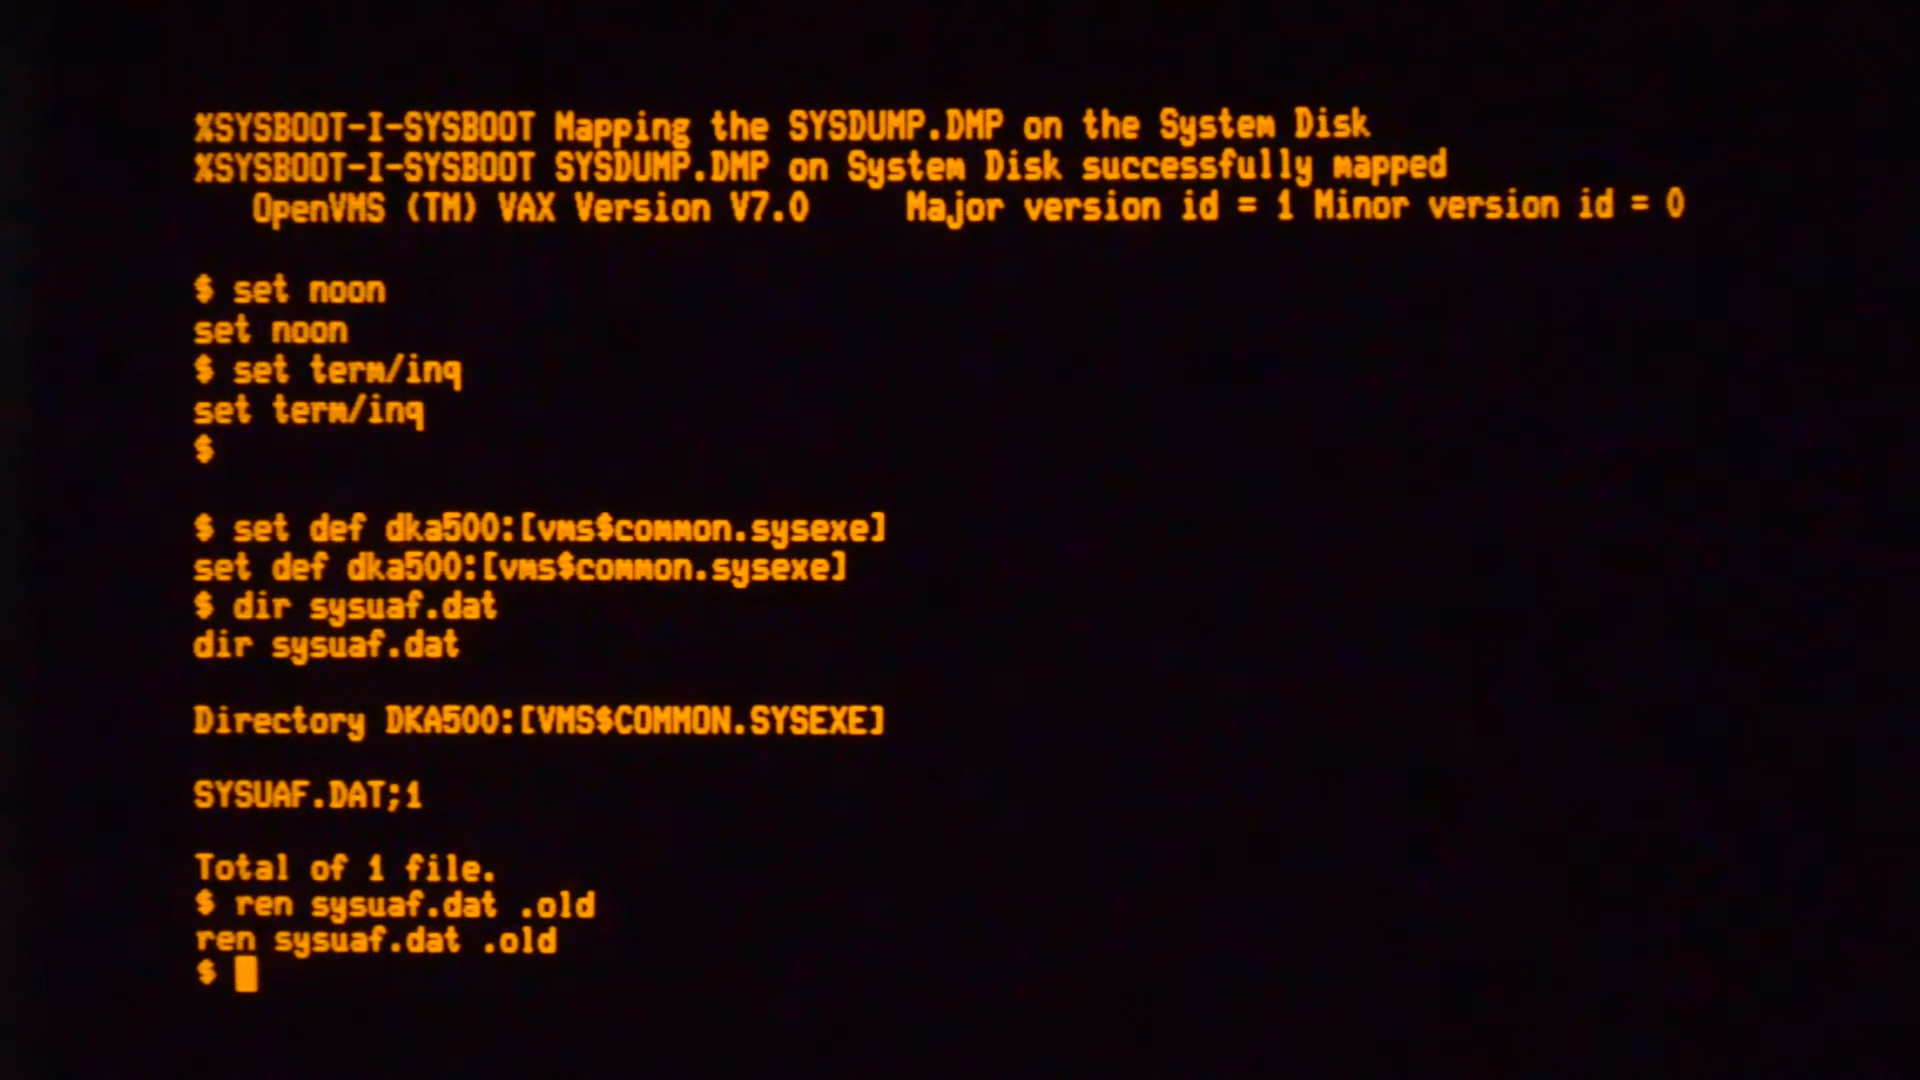 %SYSBOOT-I-SYSBOOT Mapping the SYSDUMP.DMP on the System Disk
%SYSBOOT-I-SYSBOOT SYSDUMP.DMP on System Disk successfully mapped
   OpenVMS (TM) VAX Version V7.0     Major version id = 1 Minor version id = 0
$ set noon
set noon
$ set term/inq
set term/inq
$
$ set def dka500:[vms$common.sysexe]
set def dka500:[vms$common.sysexe]
$ dir sysuaf.dat
dir sysuaf.dat
Directory DKA500:[VMS$COMMON.SYSEXE]
SYSUAF.DAT;1
Total of 1 file.
$ ren sysuaf.dat .old
ren sysuaf.dat .old
$